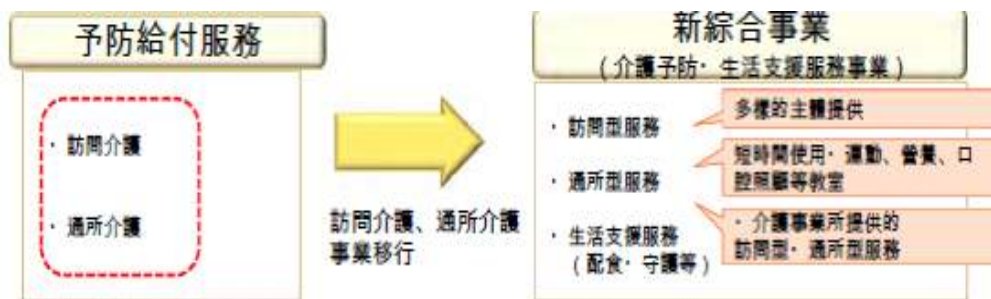 予防給付服務
・訪問介護
・通所介護
訪問介護、通所介護
事業移行
新綜合事業
(介護予防・生活支援服務事業)
・訪問型服務
・通所型服務
・生活支援服務
(配食・守護等)
多樣的主體提供
短時間使用・運動、營養、口
腔照顧等教室
・介護事業所提供的
訪問型・通所型服務